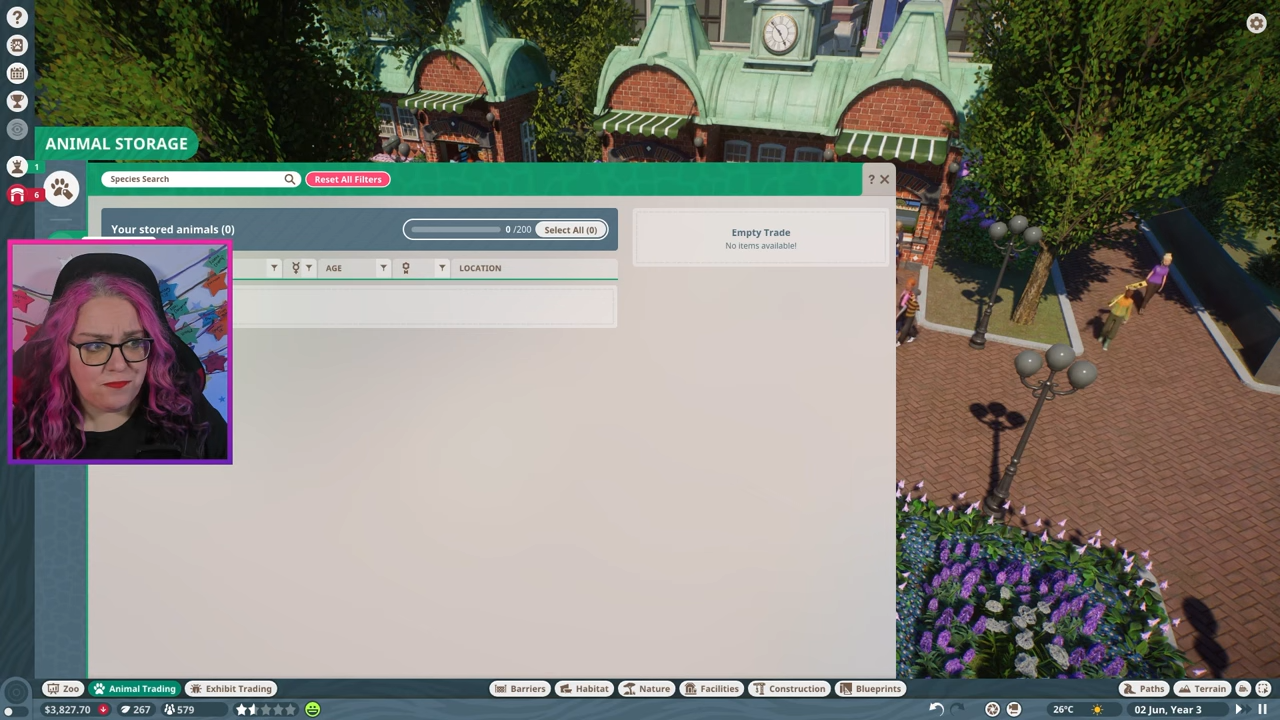 ANIMAL STORAGE
1
6
Species Search
Reset All Filters
?
Your stored animals (0)
0 /200
Select All (0)
Empty Trade
No items available!
AGE
LOCATION
Zoo
Animal Trading
Exhibit Trading
Barriers
Habitat
Nature
Facilities
Construction
Blueprints
Paths
Terrain
$3,827.70
267
579
26°C
02 Jun, Year 3